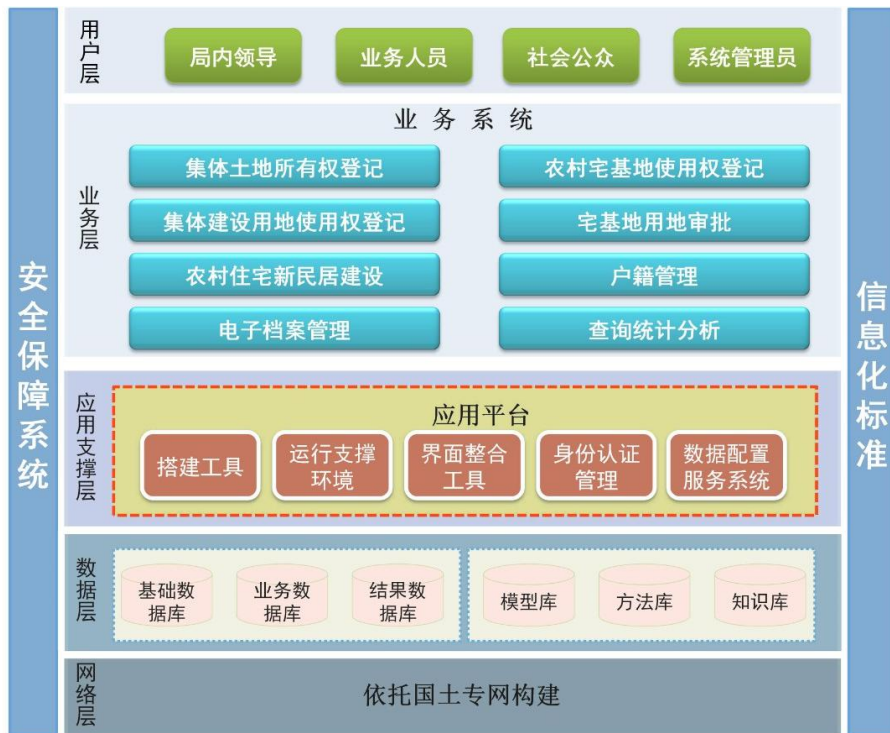 安全保障系统
用户层
局内领导
业务人员
社会公众
系统管理员
业务层
业务系统
集体土地所有权登记
农村宅基地使用权登记
集体建设用地使用权登记
宅基地用地审批
农村住宅新民居建设
户籍管理
电子档案管理
查询统计分析
应用支撑层
应用平台
搭建工具
运行支撑
环境
界面整合
工具
身份认证
管理
数据配置
服务系统
数据层
基础数
据库
业务数
据库
结果数
据库
模型库
方法库
知识库
网络层
依托国土专网构建
信息化标准